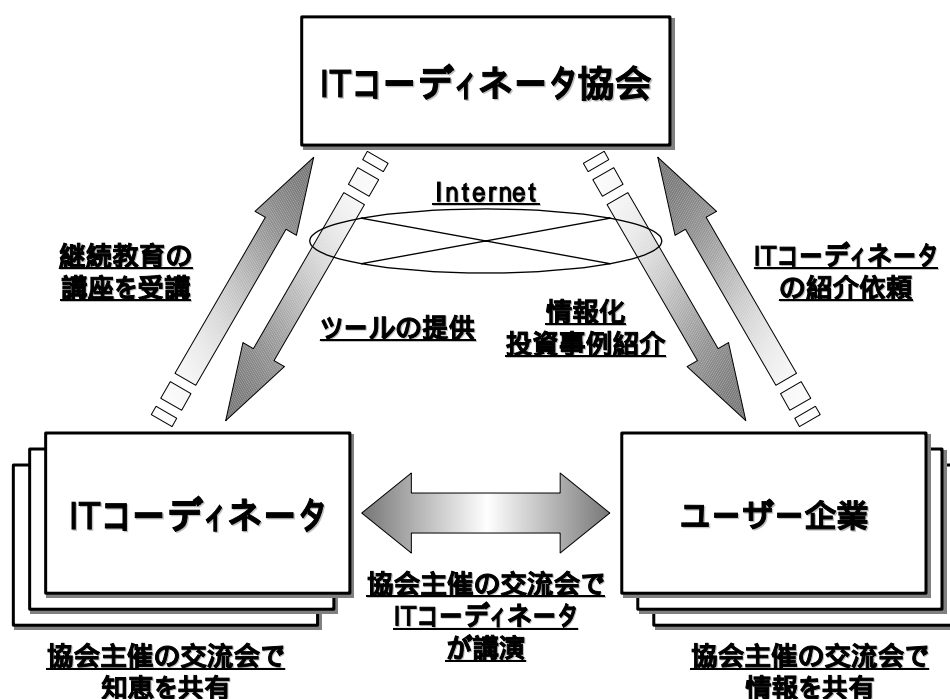 ITコーディネータ協会
Internet
継続教育の
講座を受講
ITコーディネータ
の紹介依頼
ツールの提供
情報化
投資事例紹介
ITコーディネータ
ユーザー企業
協会主催の交流会で
ITコーディネータ
が講演
協会主催の交流会で
知恵を共有
協会主催の交流会で
情報を共有